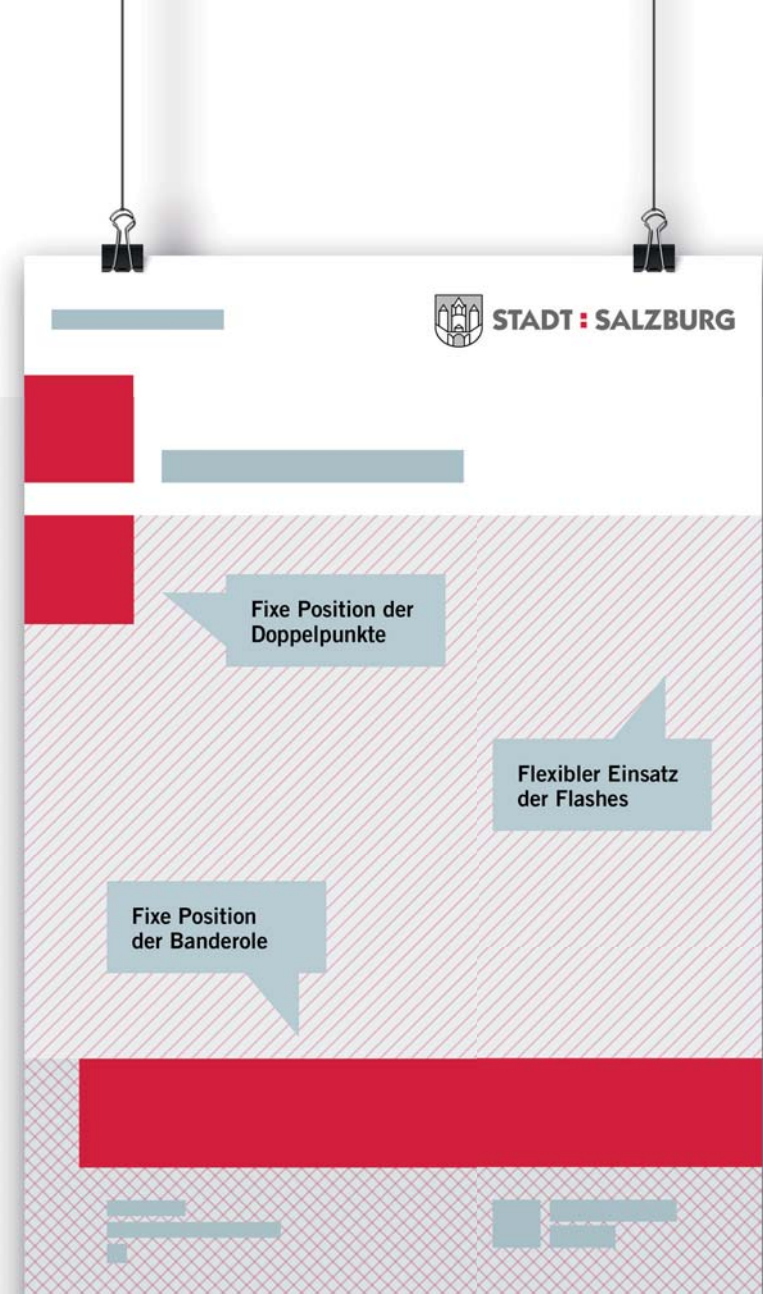 STADT : SALZBURG
Fixe Position der
Doppelpunkte
Flexibler Einsatz
der Flashes
Fixe Position
der Banderole